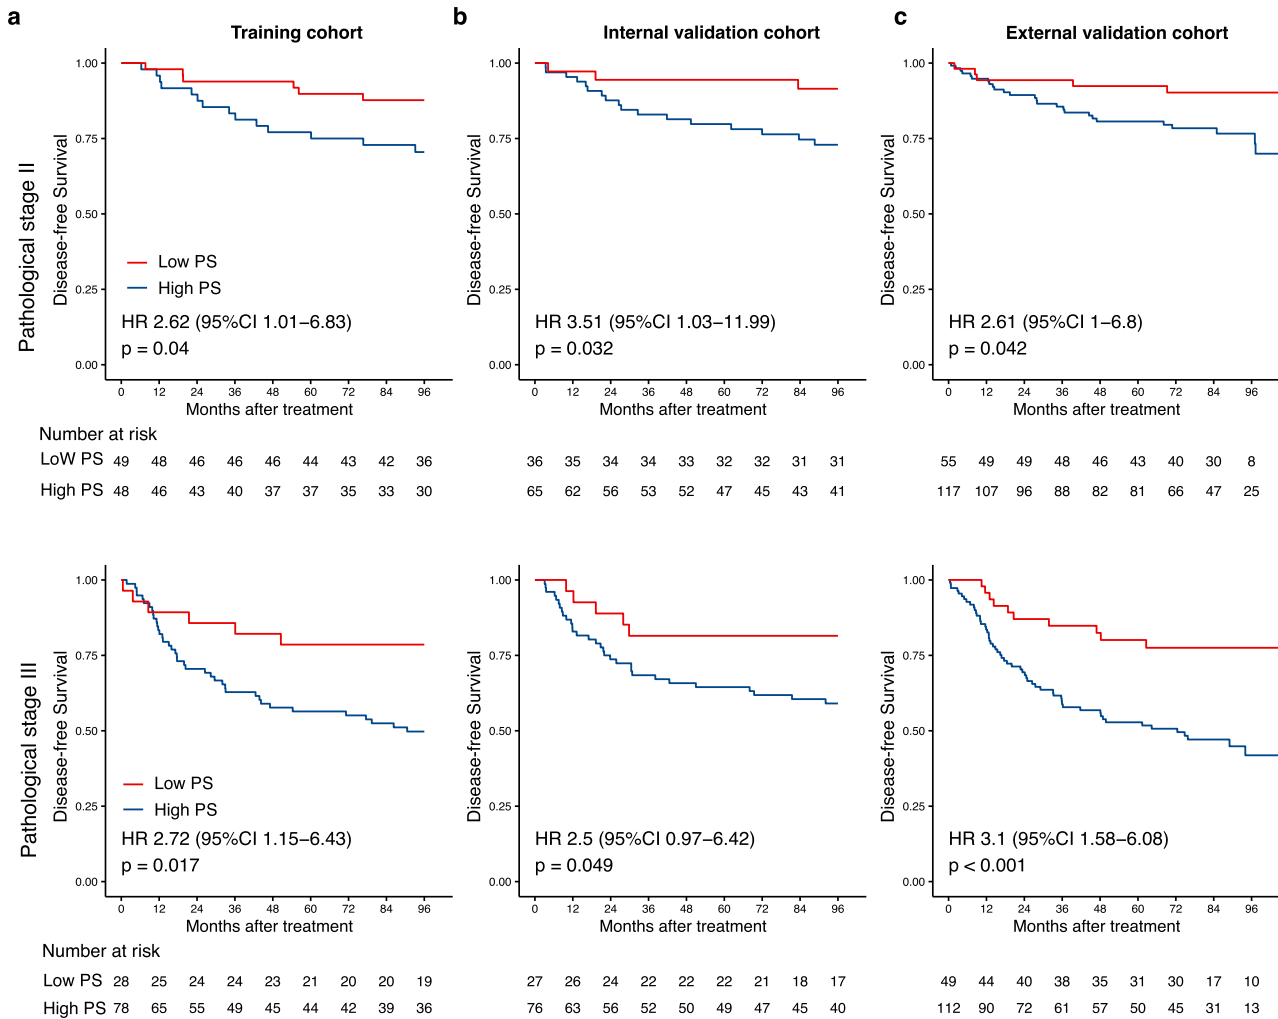 a
b
c
Training cohort
Internal validation cohort
External validation cohort
Pathological stage II
Disease-free Survival
1.00
0.75
0.50
0.25
0.00
Low PS
High PS
HR 2.62 (95%CI 1.01–6.83)
p = 0.04
0 12 24 36 48 60 72 84 96
Months after treatment
Disease-free Survival
1.00
0.75
0.50
0.25
0.00
HR 3.51 (95%CI 1.03–11.99)
p = 0.032
0 12 24 36 48 60 72 84 96
Months after treatment
Disease-free Survival
1.00
0.75
0.50
0.25
0.00
HR 2.61 (95%CI 1–6.8)
p = 0.042
0 12 24 36 48 60 72 84 96
Months after treatment
Number at risk
LoW PS 49 48 46 46 46 44 43 42 36 36 35 34 34 33 32 32 31 31 55 49 49 48 46 43 40 30 8
High PS 48 46 43 40 37 37 35 33 30 65 62 56 53 52 47 45 43 41 117 107 96 88 82 81 66 47 25
Pathological stage III
Disease-free Survival
1.00
0.75
0.50
0.25
0.00
Low PS
High PS
HR 2.72 (95%CI 1.15–6.43)
p = 0.017
0 12 24 36 48 60 72 84 96
Months after treatment
Disease-free Survival
1.00
0.75
0.50
0.25
0.00
HR 2.5 (95%CI 0.97–6.42)
p = 0.049
0 12 24 36 48 60 72 84 96
Months after treatment
Disease-free Survival
1.00
0.75
0.50
0.25
0.00
HR 3.1 (95%CI 1.58–6.08)
p < 0.001
0 12 24 36 48 60 72 84 96
Months after treatment
Number at risk
Low PS 28 25 24 24 23 21 20 20 19 27 26 24 22 22 22 21 18 17 49 44 40 38 35 31 30 17 10
High PS 78 65 55 49 45 44 42 39 36 76 63 56 52 50 49 47 45 40 112 90 72 61 57 50 45 31 13